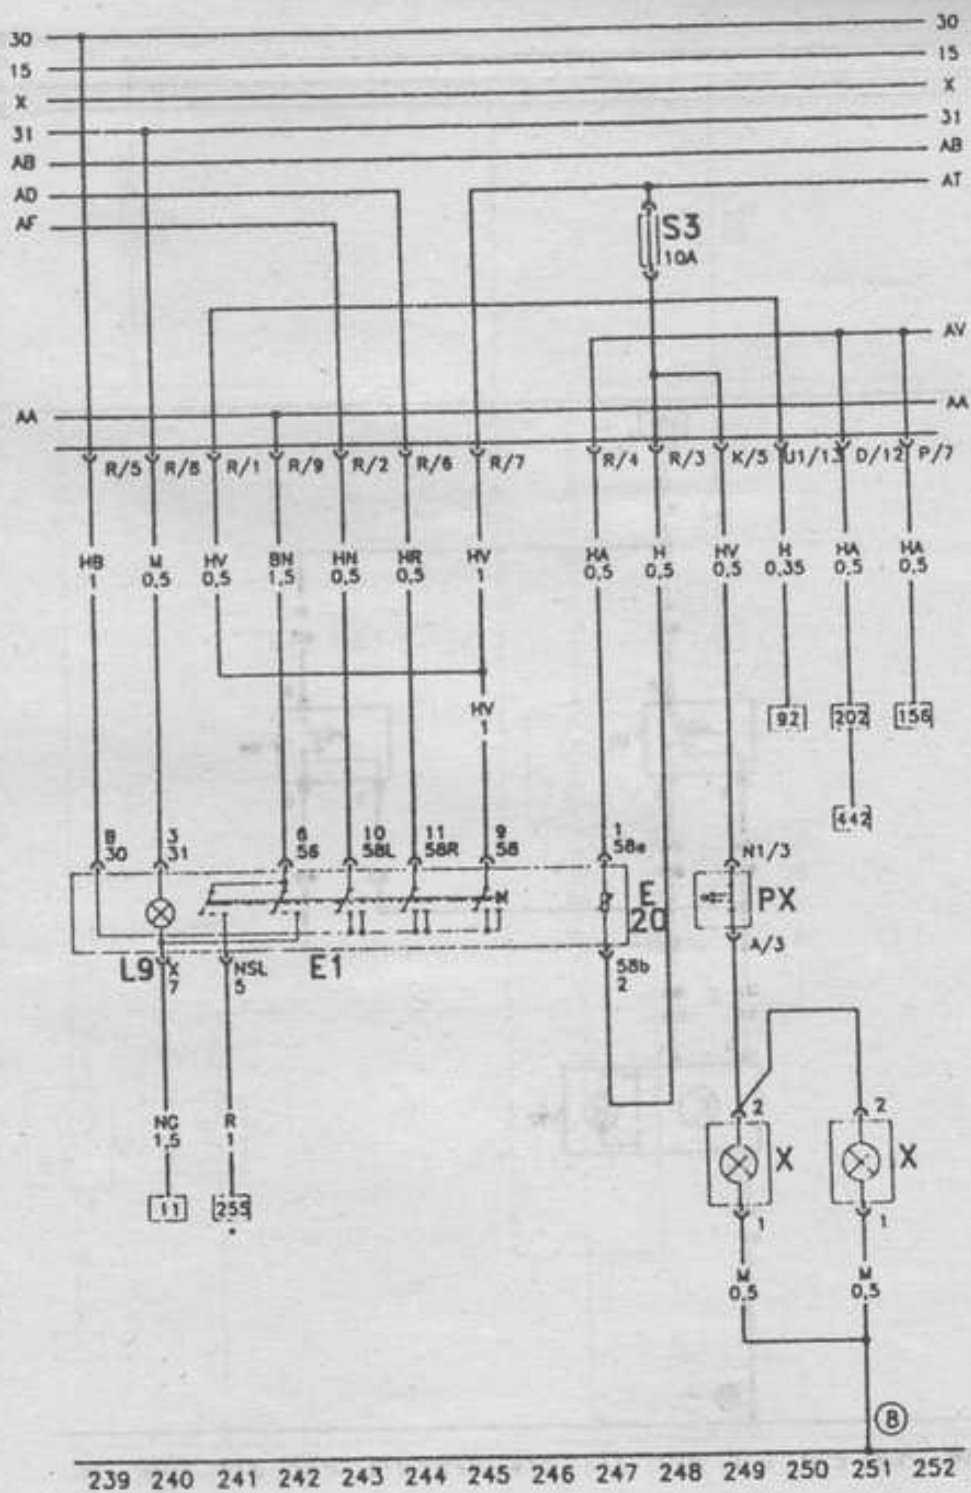 30 30
15 15
X X
31 31
AB AB
AD AT
AF
S3
10A
AV
AA AA
R/5 R/8 R/1 R/9 R/2 R/6 R/7 R/4 R/3 K/5 U1/13 D/12 P/7
HB M HV BN HN HR HV HA H HV H HA HA
1 0,5 0,5 1,5 0,5 0,5 1 0,5 0,5 0,5 0,35 0,5 0,5
HV
1
92 202 156
442
3 6 10 11 9 1
30 31 56 58L 58R 58 58e N1/3
E
20
PX
A/3
L9 X NSL E1 58b
7 5 2
NG R
1,5 1
11 255
2 2
X X
1 1
M M
0,5 0,5
8
239 240 241 242 243 244 245 246 247 248 249 250 251 252